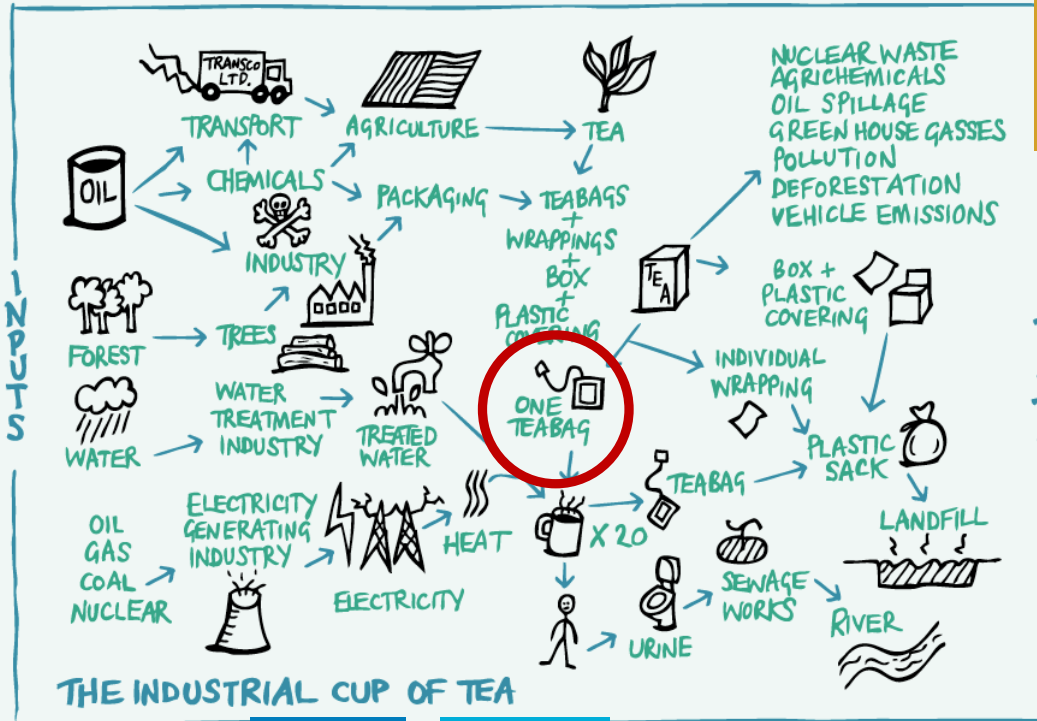 TRANSCO
LTD.
TRANSPORT
AGRICULTURE
TEA
NUCLEAR WASTE
AGRICHEMICALS
OIL SPILLAGE
GREEN HOUSE GASSES
POLLUTION
DEFORESTATION
VEHICLE EMISSIONS
OIL
CHEMICALS
PACKAGING
TEABAGS
+
WRAPPINGS
+
BOX
+
PLASTIC
COVERING
INDUSTRY
TEA
BOX +
PLASTIC
COVERING
INPUTS
FOREST
TREES
INDIVIDUAL
WRAPPING
WATER
WATER
TREATMENT
INDUSTRY
TREATED
WATER
ONE
TEABAG
PLASTIC
SACK
TEABAG
LANDFILL
OIL
GAS
COAL
NUCLEAR
ELECTRICITY
GENERATING
INDUSTRY
ELECTRICITY
HEAT
X 20
URINE
SEWAGE
WORKS
RIVER
THE INDUSTRIAL CUP OF TEA